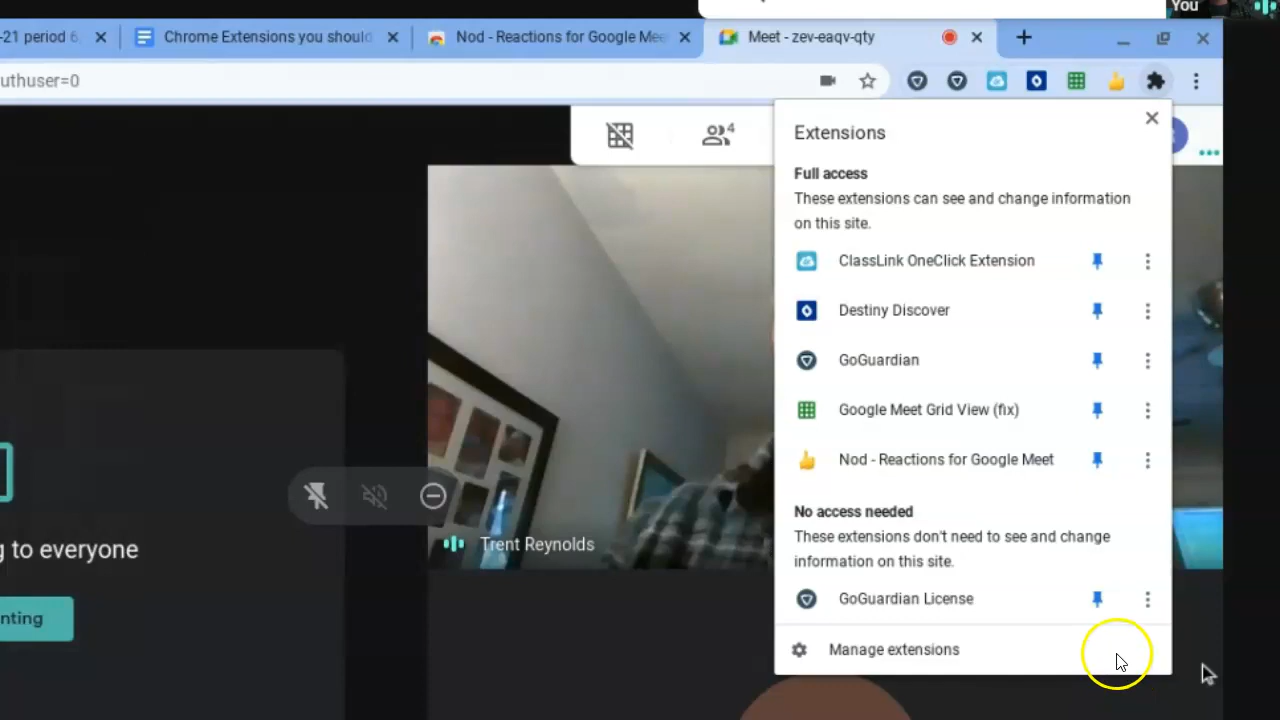 You
-21 period 6
Chrome Extensions you should
Nod - Reactions for Google Mee
Meet - zev-eaqv-qty
uthuser=0
4
Extensions
Full access
These extensions can see and change information
on this site.
ClassLink OneClick Extension
Destiny Discover
GoGuardian
Google Meet Grid View (fix)
Nod - Reactions for Google Meet
No access needed
These extensions don't need to see and change
information on this site.
GoGuardian License
Manage extensions
Trent Reynolds
g to everyone
nting